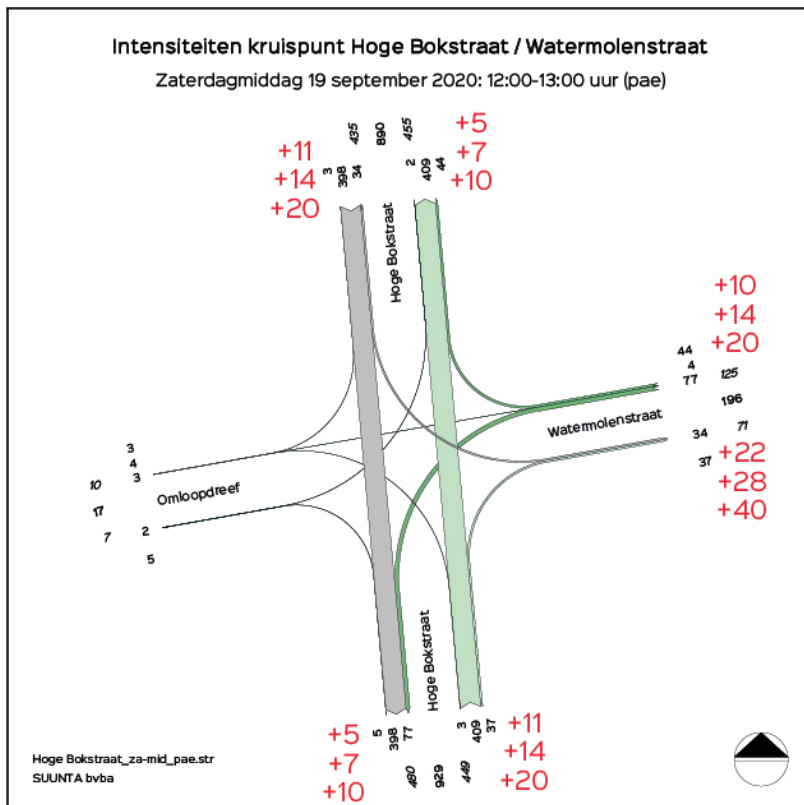 Intensiteiten kruispunt Hoge Bokstraat / Watermolenstraat
Zaterdagmiddag 19 september 2020: 12:00-13:00 uur (pae)
435 890 455
+5
+7
+10
+11
+14
+20
3 398 34
2 409 44
Hoge Bokstraat
+10
+14
+20
44
4
77
125
196
71
Watermolenstraat
34
37
+22
+28
+40
3
4
3
10
17
7
Omloopdreef
2
5
Hoge Bokstraat
+5
+7
+10
5 398 77
3 409 37
+11
+14
+20
480 929 449
Hoge Bokstraat_za-mid_pae.str
SUUNTA bvba